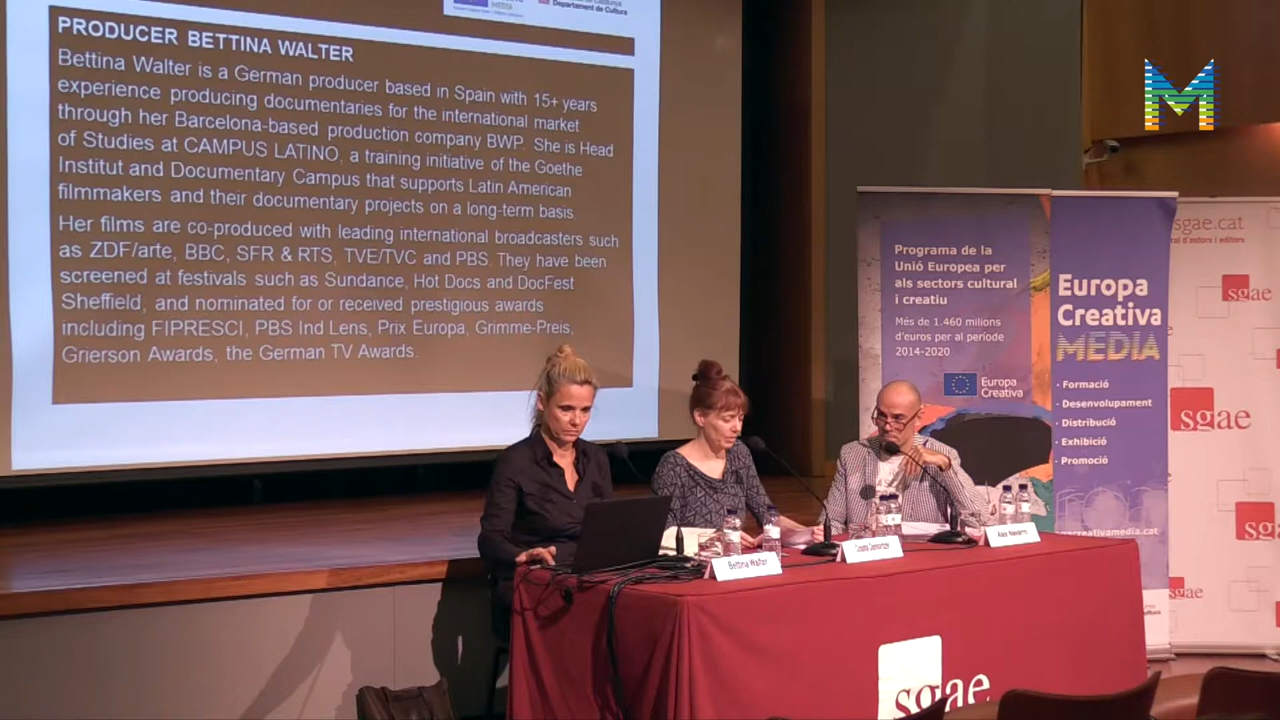 MEDIA
Departament de Cultura
PRODUCER BETTINA WALTER
Bettina Walter is a German producer based in Spain with 15+ years
experience producing documentaries for the international market
through her Barcelona-based production company BWP. She is Head
of Studies at CAMPUS LATINO, a training initiative of the Goethe
Institut and Documentary Campus that supports Latin American
filmmakers and their documentary projects on a long-term basis.
Her films are co-produced with leading international broadcasters such
as ZDF/arte, BBC, SFR & RTS, TVE/TVC and PBS. They have been
screened at festivals such as Sundance, Hot Docs and DocFest
Sheffield, and nominated for or received prestigious awards
including FIPRESCI, PBS Ind Lens, Prix Europa, Grimme-Preis,
Grierson Awards, the German TV Awards.
M
Programa de la
Unió Europea per
als sectors cultural
i creatiu
Més de 1.460 milions
d'euros per al període
2014-2020
Europa
Creativa
Europa
Creativa
MEDIA
· Formació
· Desenvolupament
· Distribució
· Exhibició
· Promoció
sgae.cat
d'autors i editors
sgae
sgae
sgae
Bettina Walter
sgae